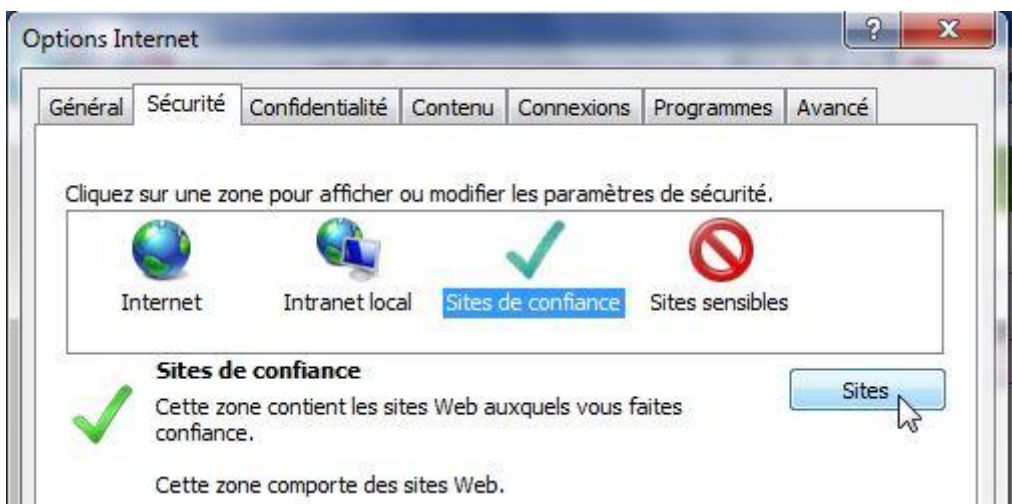 Options Internet
?
X
Général Sécurité Confidentialité Contenu Connexions Programmes Avancé
Cliquez sur une zone pour afficher ou modifier les paramètres de sécurité.
Internet Intranet local Sites de confiance Sites sensibles
Sites de confiance
Sites
Cette zone contient les sites Web auxquels vous faites
confiance.
Cette zone comporte des sites Web.